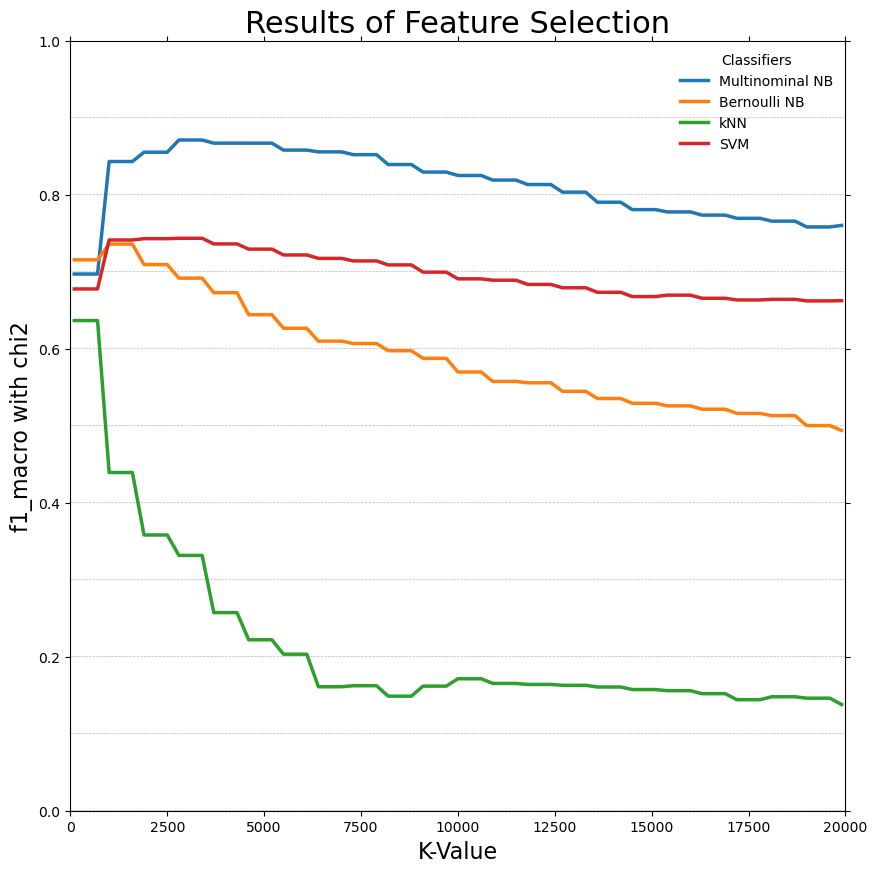 Results of Feature Selection
1.0
0.8
0.6
0.4
0.2
0.0
f1_macro with chi2
Classifiers
Multinominal NB
Bernoulli NB
kNN
SVM
0 2500 5000 7500 10000 12500 15000 17500 20000
K-Value